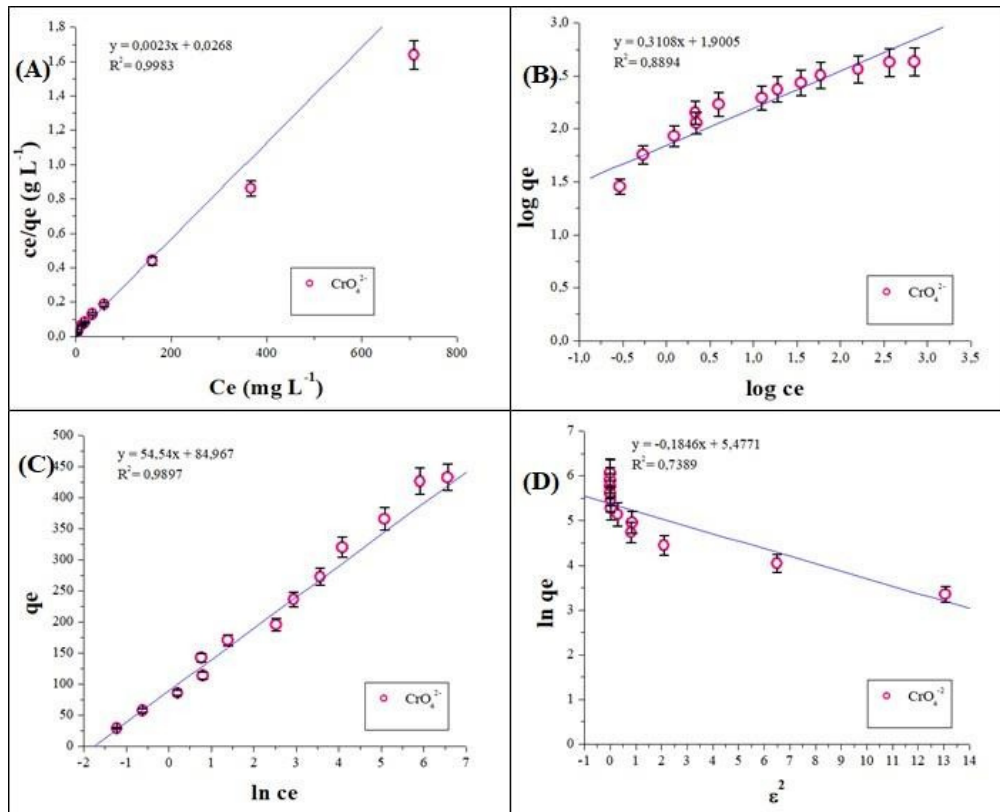 (A)
y = 0,0023x + 0,0268
R² = 0,9983
1,8
1,6
1,4
1,2
1,0
0,8
0,6
0,4
0,2
0,0
ce/qe (g L⁻¹)
CrO₄²⁻
0 200 400 600 800
Ce (mg L⁻¹)
(B)
y = 0,3108x + 1,9005
R² = 0,8894
3,0
2,5
2,0
1,5
1,0
0,5
0,0
log qe
CrO₄²⁻
-1,0 -0,5 0,0 0,5 1,0 1,5 2,0 2,5 3,0 3,5
log ce
(C)
y = 54,54x + 84,967
R² = 0,9897
500
450
400
350
300
250
200
150
100
50
0
qe
CrO₄²⁻
-2 -1 0 1 2 3 4 5 6 7
ln ce
(D)
y = -0,1846x + 5,4771
R² = 0,7389
7
6
5
4
3
2
1
0
ln qe
CrO₄⁻²
-1 0 1 2 3 4 5 6 7 8 9 10 11 12 13 14
ε²